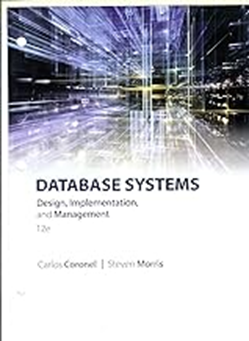 DATABASE SYSTEMS
Design, Implementation,
and Management
12e
Carlos Coronel | Steven Morris